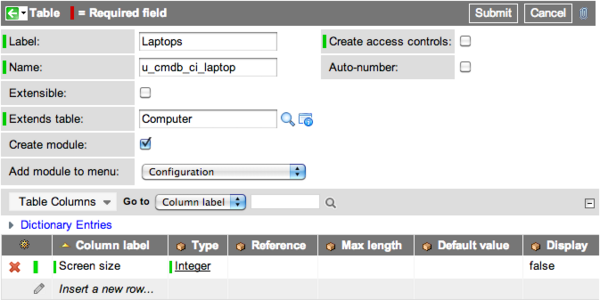 Table = Required field Submit Cancel
Label: Laptops Create access controls:
Name: u_cmdb_ci_laptop Auto-number:
Extensible:
Extends table: Computer
Create module:
Add module to menu: Configuration
Table Columns Go to Column label
Dictionary Entries
Column label Type Reference Max length Default value Display
Screen size Integer false
Insert a new row...